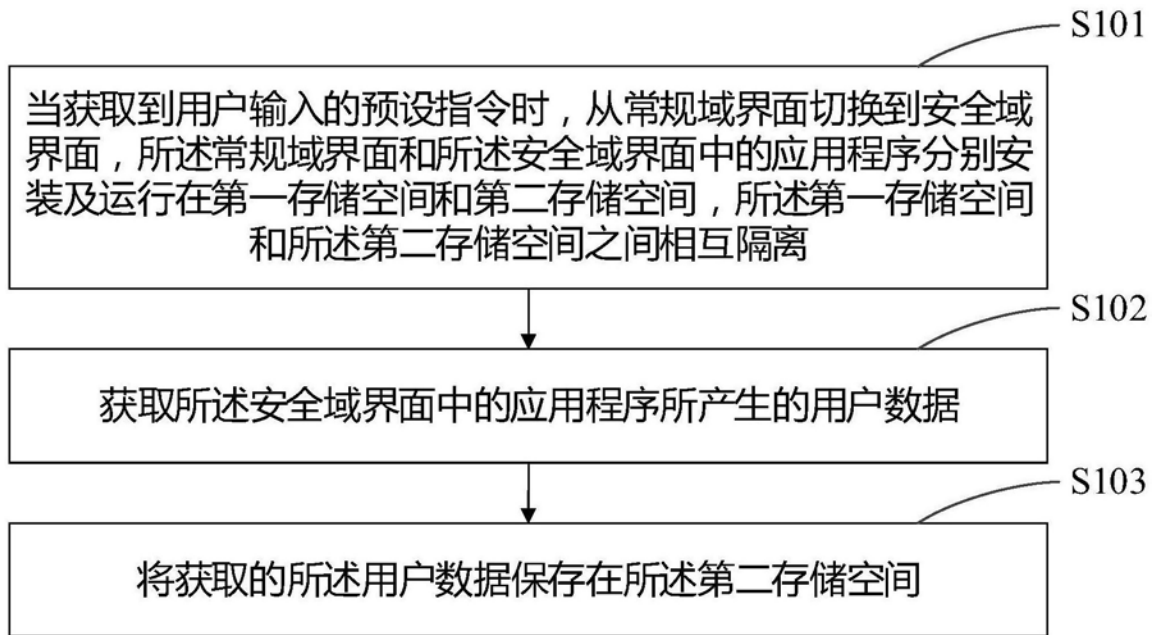 S101
当获取到用户输入的预设指令时，从常规域界面切换到安全域
界面，所述常规域界面和所述安全域界面中的应用程序分别安
装及运行在第一存储空间和第二存储空间，所述第一存储空间
和所述第二存储空间之间相互隔离
S102
获取所述安全域界面中的应用程序所产生的用户数据
S103
将获取的所述用户数据保存在所述第二存储空间